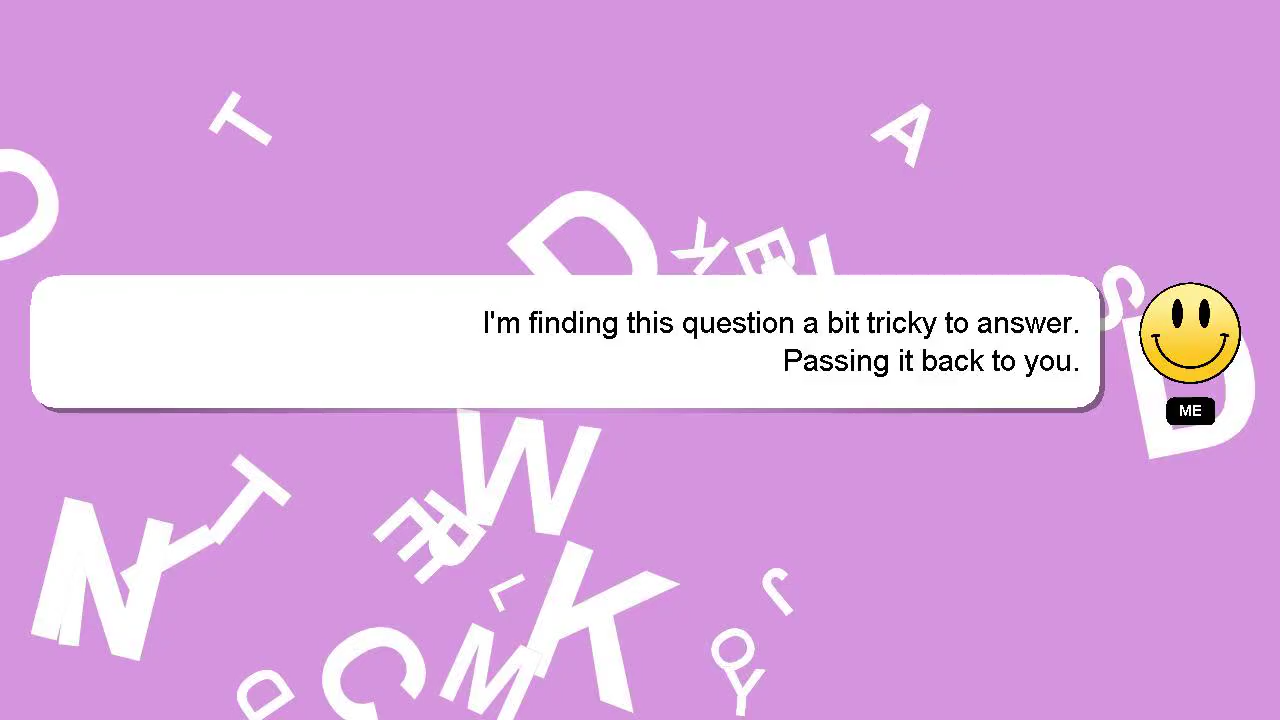 T
A
O
D
K
B
S
I'm finding this question a bit tricky to answer.
Passing it back to you.
D
ME
W
T
N
Y
E
R
L
K
J
M
C
O
Y
D